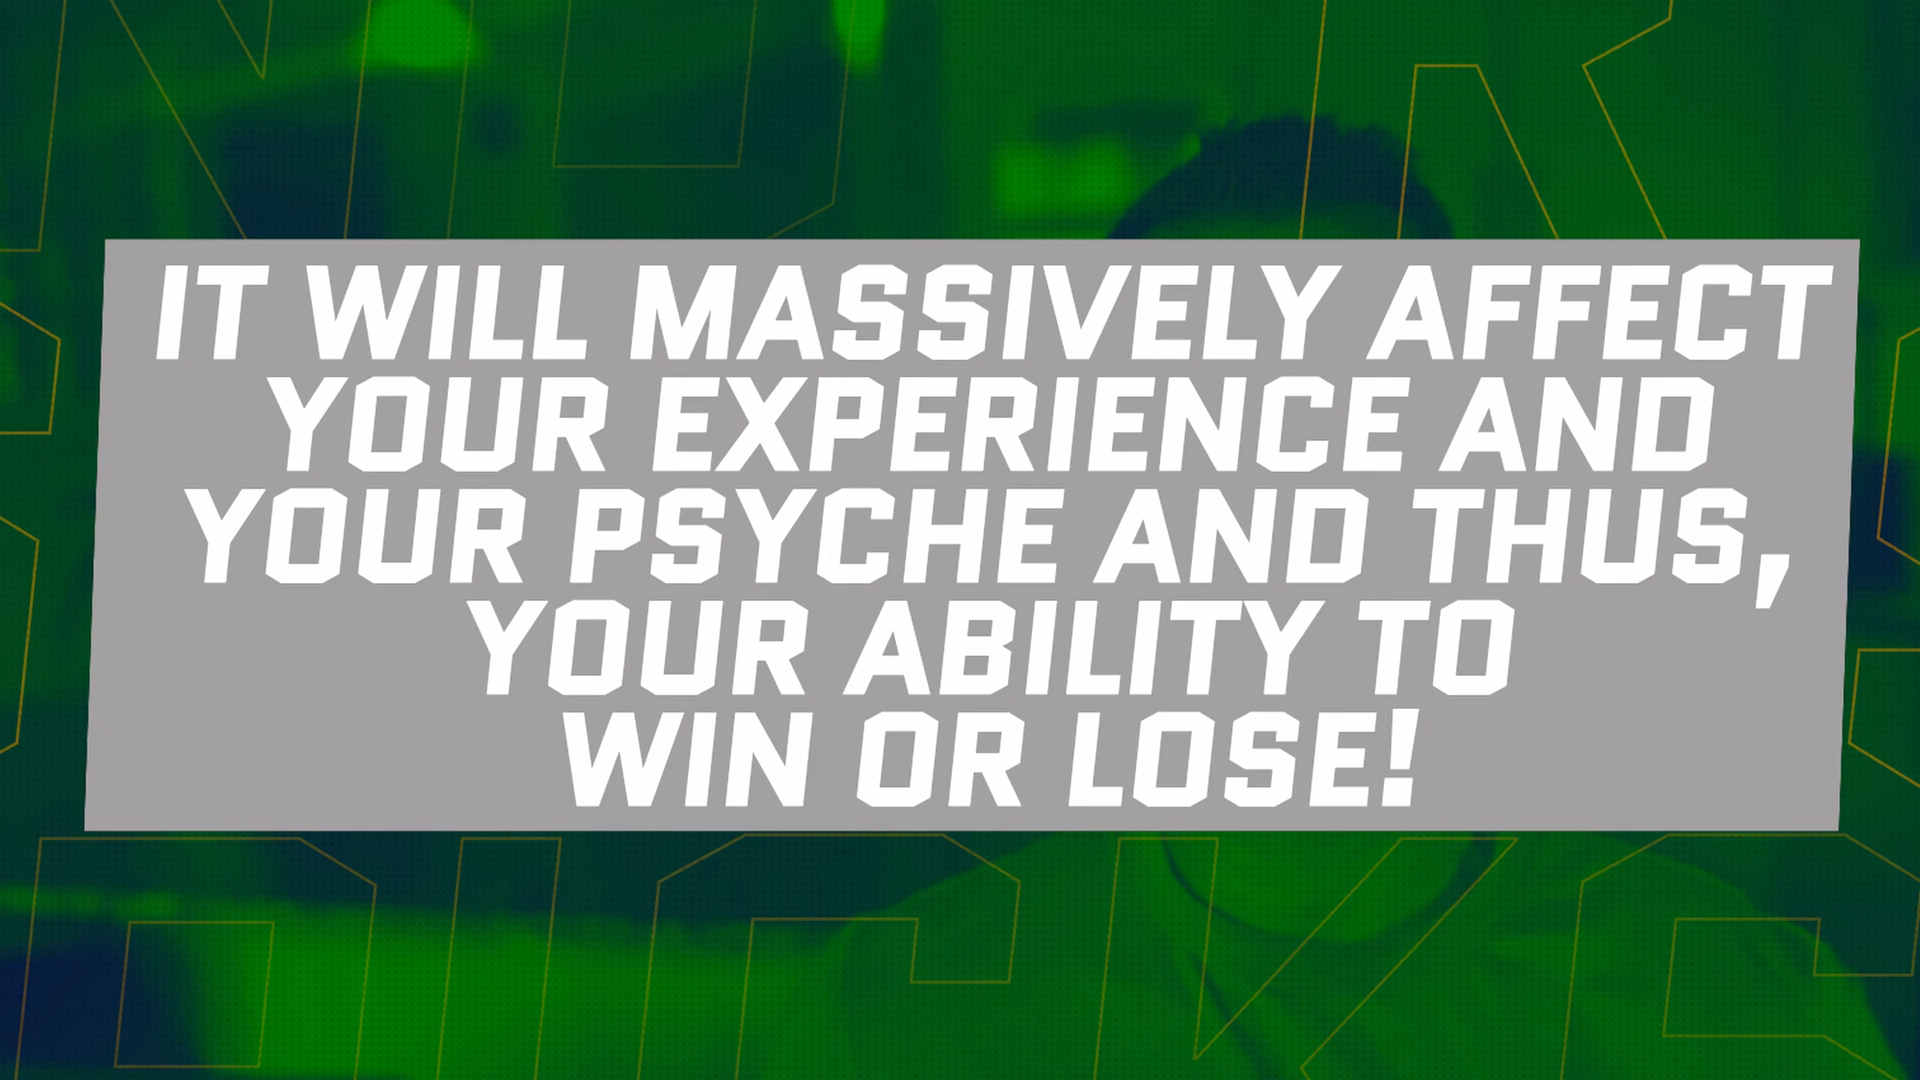 IT WILL MASSIVELY AFFECT
YOUR EXPERIENCE AND
YOUR PSYCHE AND THUS,
YOUR ABILITY TO
WIN OR LOSE!